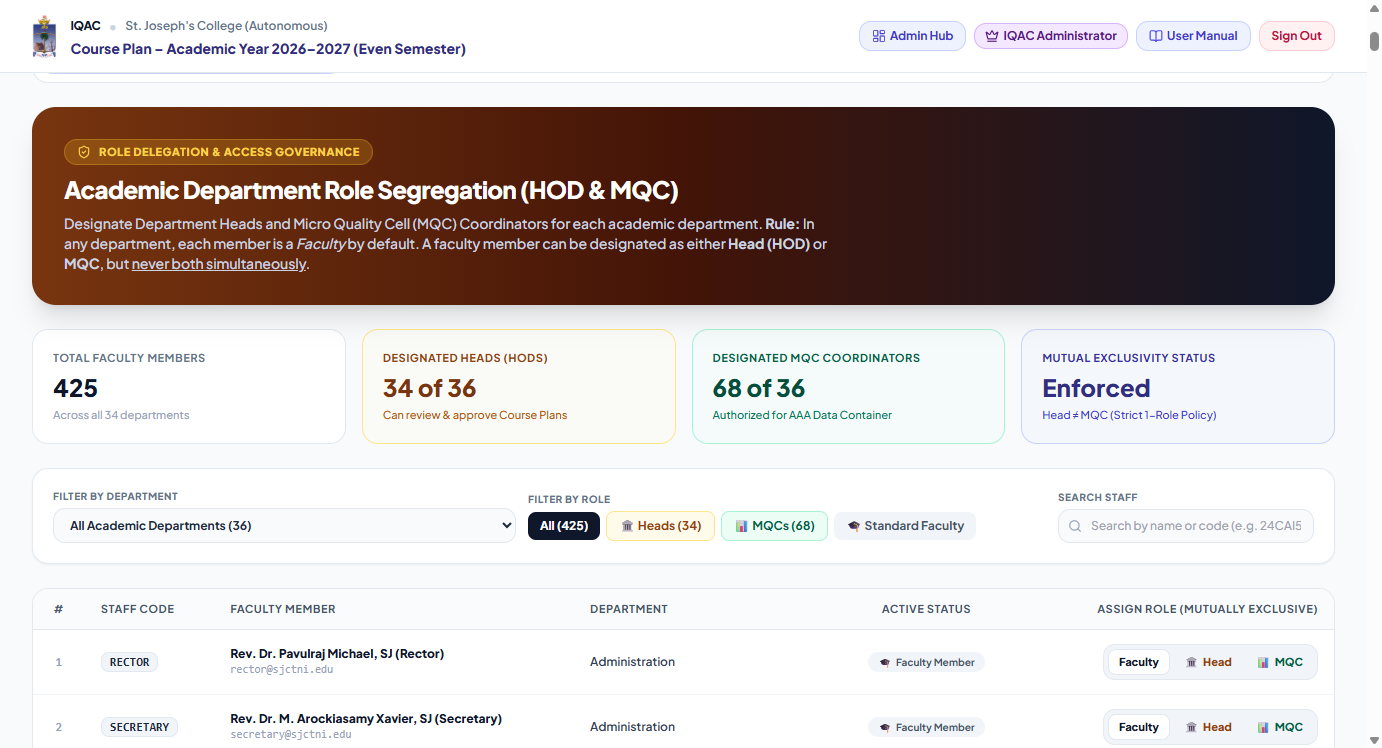 IQAC
St. Joseph's College (Autonomous)
Course Plan – Academic Year 2026–2027 (Even Semester)
Admin Hub
IQAC Administrator
User Manual
Sign Out
ROLE DELEGATION & ACCESS GOVERNANCE
Academic Department Role Segregation (HOD & MQC)
Designate Department Heads and Micro Quality Cell (MQC) Coordinators for each academic department. Rule: In
any department, each member is a Faculty by default. A faculty member can be designated as either Head (HOD) or
MQC, but never both simultaneously.
TOTAL FACULTY MEMBERS
425
Across all 34 departments
DESIGNATED HEADS (HODS)
34 of 36
Can review & approve Course Plans
DESIGNATED MQC COORDINATORS
68 of 36
Authorized for AAA Data Container
MUTUAL EXCLUSIVITY STATUS
Enforced
Head ≠ MQC (Strict 1-Role Policy)
FILTER BY DEPARTMENT
All Academic Departments (36)
FILTER BY ROLE
All (425)
Heads (34)
MQCs (68)
Standard Faculty
SEARCH STAFF
Search by name or code (e.g. 24CAI5
# STAFF CODE FACULTY MEMBER DEPARTMENT ACTIVE STATUS ASSIGN ROLE (MUTUALLY EXCLUSIVE)
1 RECTOR Rev. Dr. Pavulraj Michael, SJ (Rector) Administration Faculty Member Faculty Head MQC
rector@sjctni.edu
2 SECRETARY Rev. Dr. M. Arockiasamy Xavier, SJ (Secretary) Administration Faculty Member Faculty Head MQC
secretary@sjctni.edu